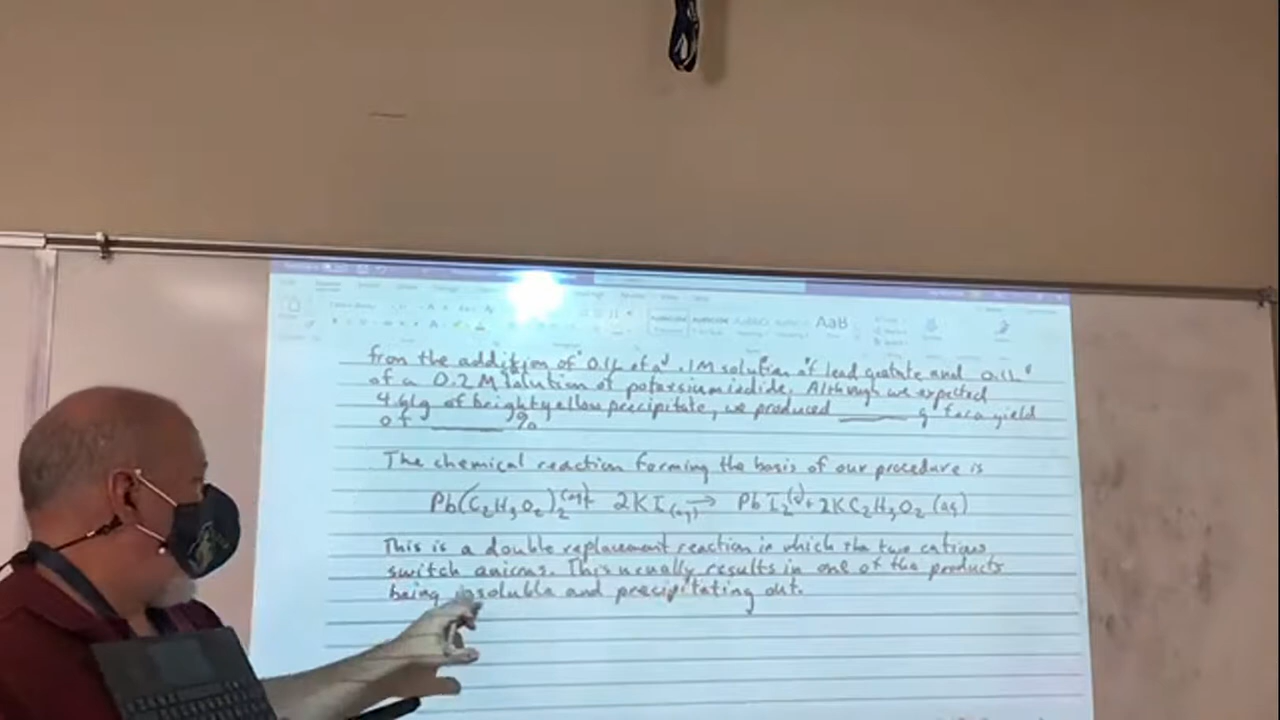 AaB
from the addition of 0.1L of a .1M solution of lead acetate and 0.1L
of a 0.2 M solution of potassium iodide. Although we expected
4.61g of bright yellow precipitate, we produced ______ g for a yield
of ______ %
The chemical reaction forming the basis of our procedure is
Pb(C₂H₃O₂)₂(aq)+ 2KI(aq) → PbI₂(s)+ 2KC₂H₃O₂ (aq)
This is a double replacement reaction in which the two cations
switch anions. This usually results in one of the products
being insoluble and precipitating out.